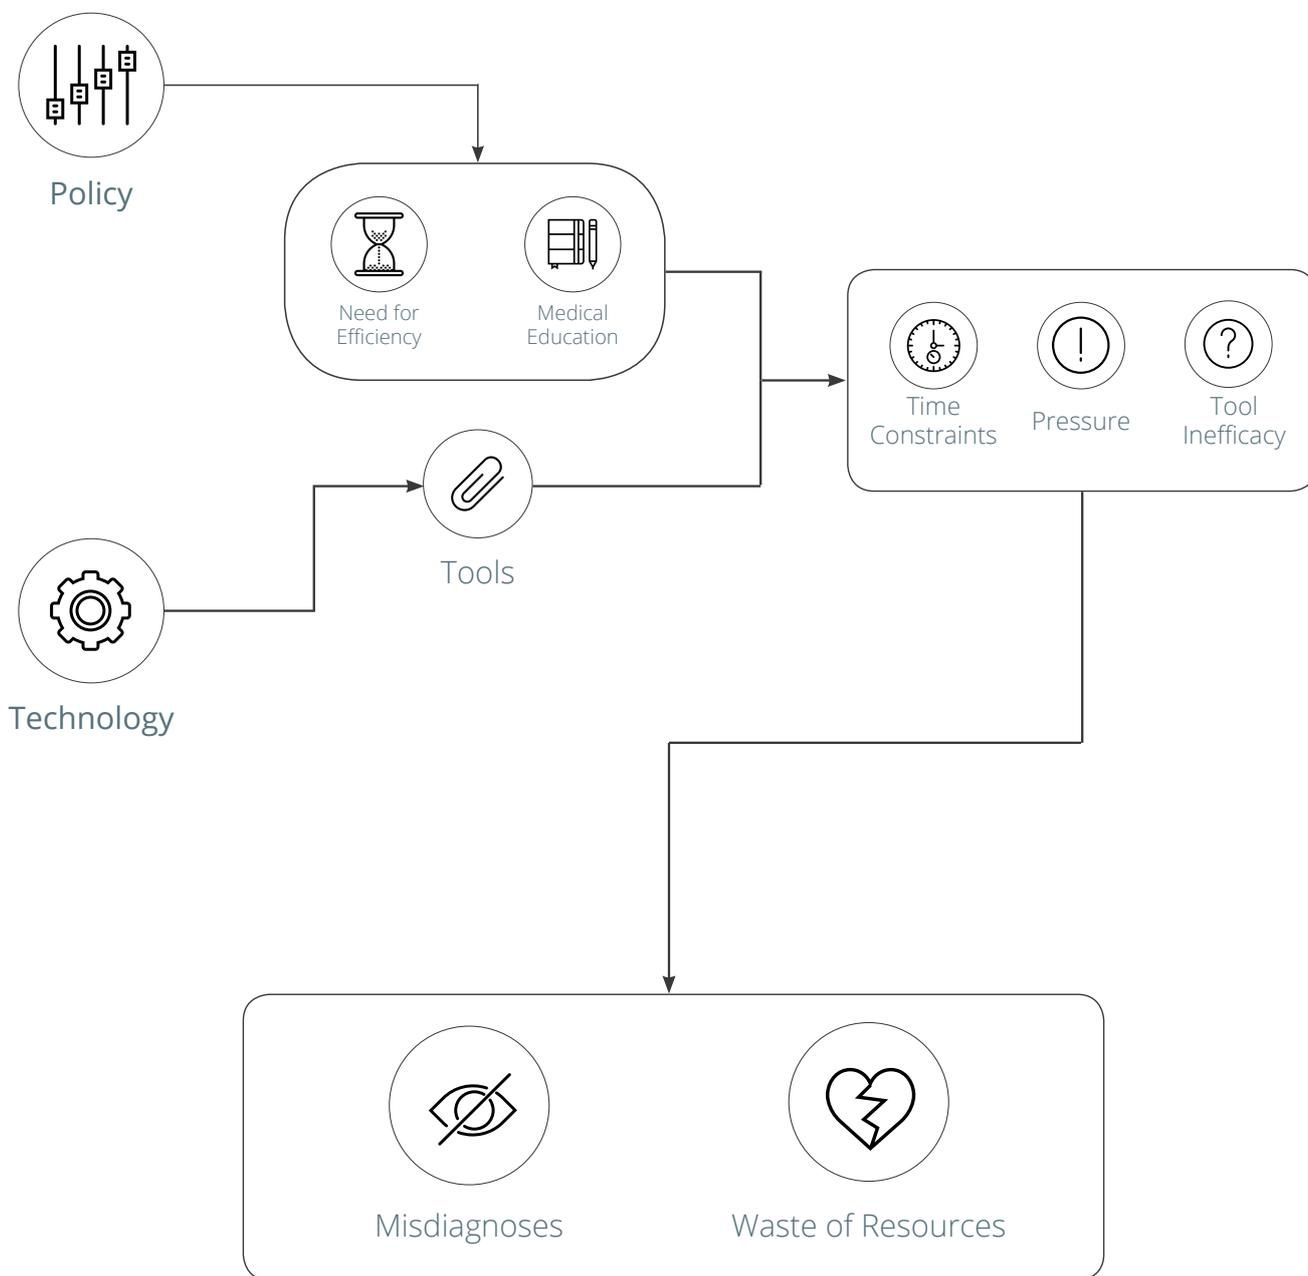 Policy
Need for
Efficiency
Medical
Education
Time
Constraints
Pressure
Tool
Inefficacy
Tools
Technology
Misdiagnoses
Waste of Resources